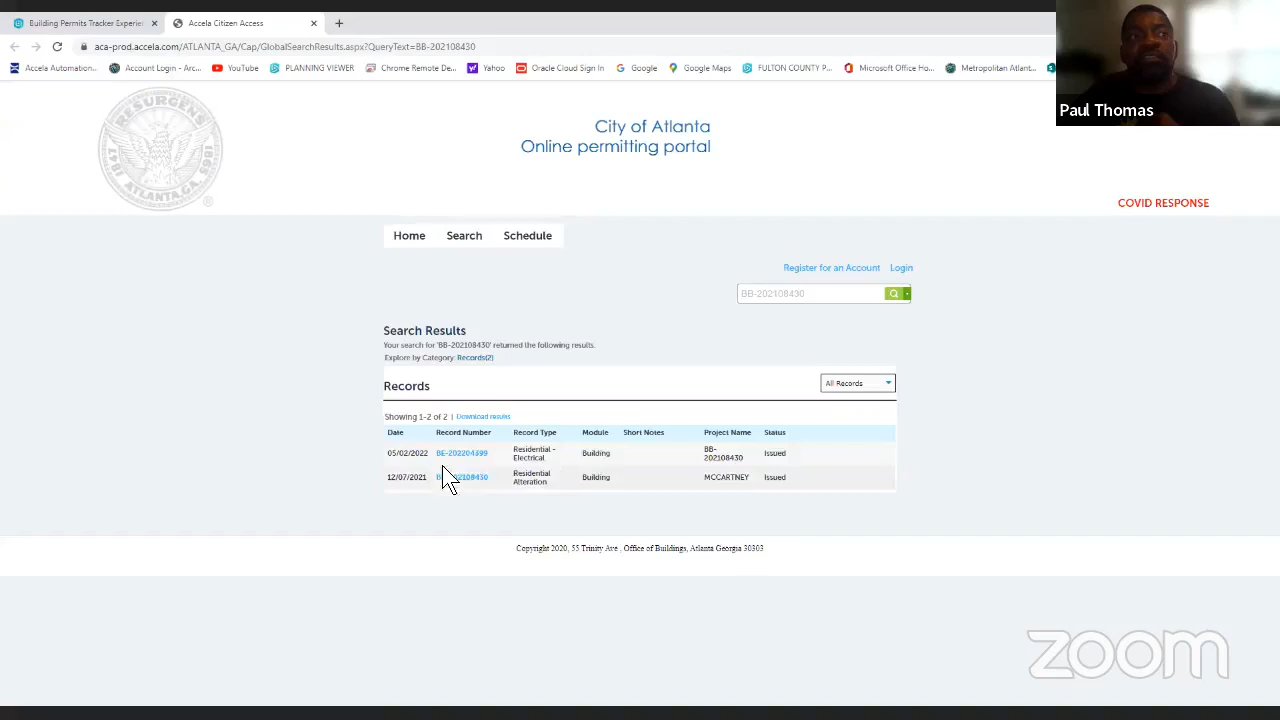 Building Permits Tracker Experie
Accela Citizen Access
aca-prod.accela.com/ATLANTA_GA/Cap/GlobalSearchResults.aspx?QueryText=BB-202108430
Accela Automation...
Account Login - Arc...
YouTube
PLANNING VIEWER
Chrome Remote De...
Yahoo
Oracle Cloud Sign In
Google
Google Maps
FULTON COUNTY P...
Microsoft Office Ho...
Metropolitan Atlant...
Paul Thomas
RESURGENS
1847
1865
ATLANTA, GA.
City of Atlanta
Online permitting portal
COVID RESPONSE
Home Search Schedule
Register for an Account Login
BB-202108430
Search Results
Your search for 'BB-202108430' returned the following results.
Explore by Category: Records(2)
Records
All Records
Showing 1-2 of 2 | Download results
Date Record Number Record Type Module Short Notes Project Name Status
05/02/2022 BE-202204399 Residential - Electrical Building BB-202108430 Issued
12/07/2021 Residential Alteration Building MCCARTNEY Issued
Copyright 2020, 55 Trinity Ave . Office of Buildings, Atlanta Georgia 30303
zoom